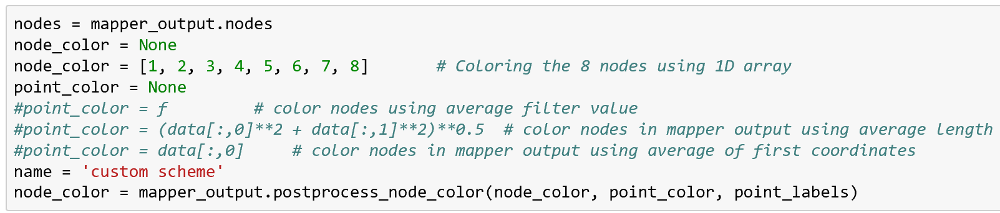 nodes = mapper_output.nodes
node_color = None
node_color = [1, 2, 3, 4, 5, 6, 7, 8]       # Coloring the 8 nodes using 1D array
point_color = None
#point_color = f         # color nodes using average filter value
#point_color = (data[:,0]**2 + data[:,1]**2)**0.5  # color nodes in mapper output using average length
#point_color = data[:,0]     # color nodes in mapper output using average of first coordinates
name = 'custom scheme'
node_color = mapper_output.postprocess_node_color(node_color, point_color, point_labels)